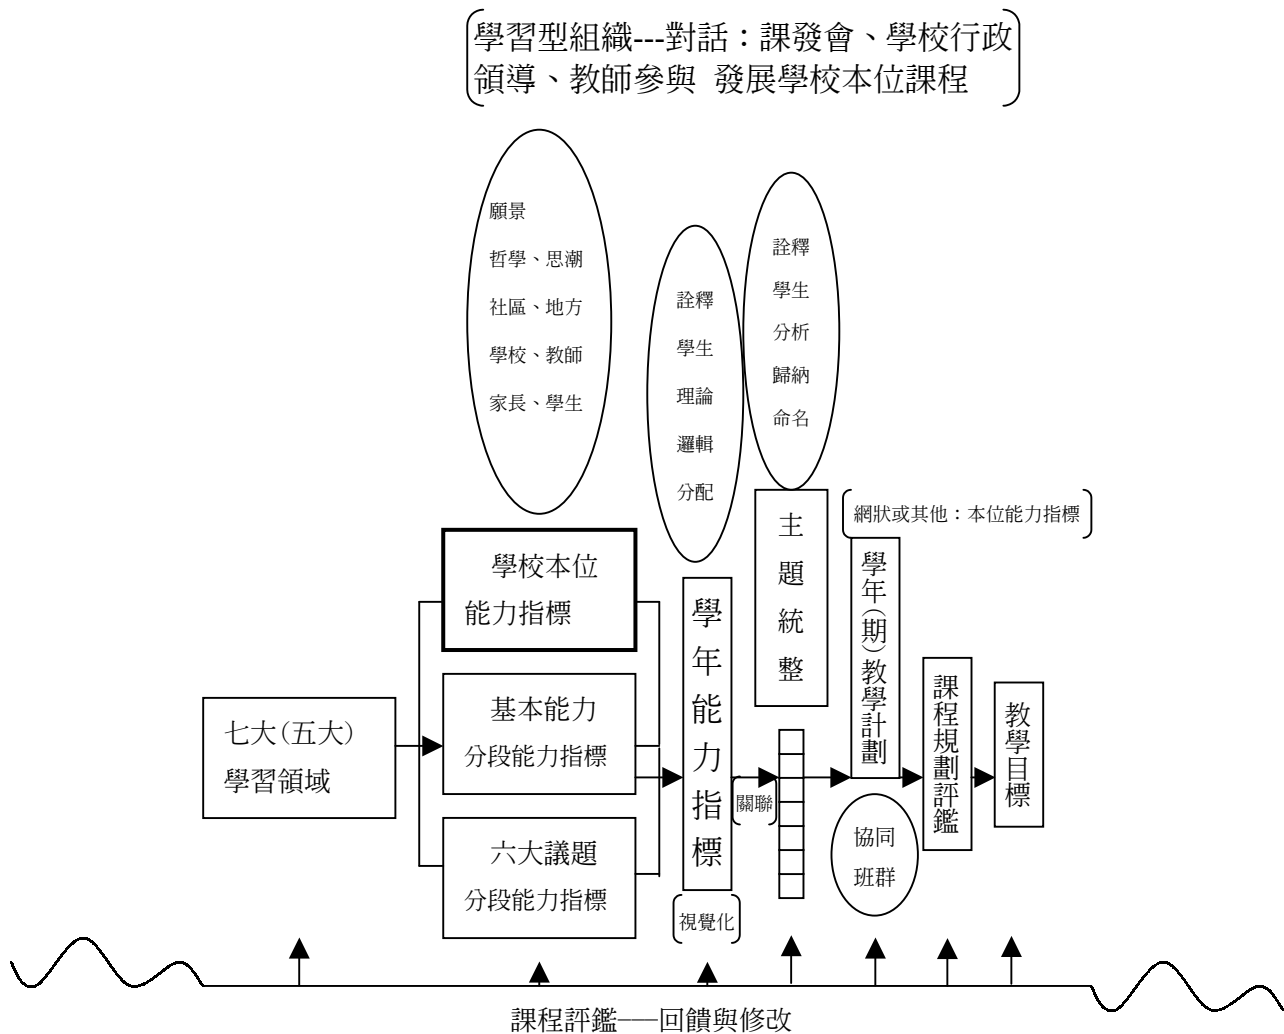 學習型組織---對話：課發會、學校行政
領導、教師參與 發展學校本位課程
願景
哲學、思潮
社區、地方
學校、教師
家長、學生
詮釋
學生
理論
邏輯
分配
詮釋
學生
分析
歸納
命名
主題統整
網狀或其他：本位能力指標
學校本位
能力指標
基本能力
分段能力指標
六大議題
分段能力指標
七大(五大)
學習領域
學年能力指標
關聯
視覺化
學年(期)教學計劃
協同
班群
課程規劃評鑑
教學目標
課程評鑑——回饋與修改